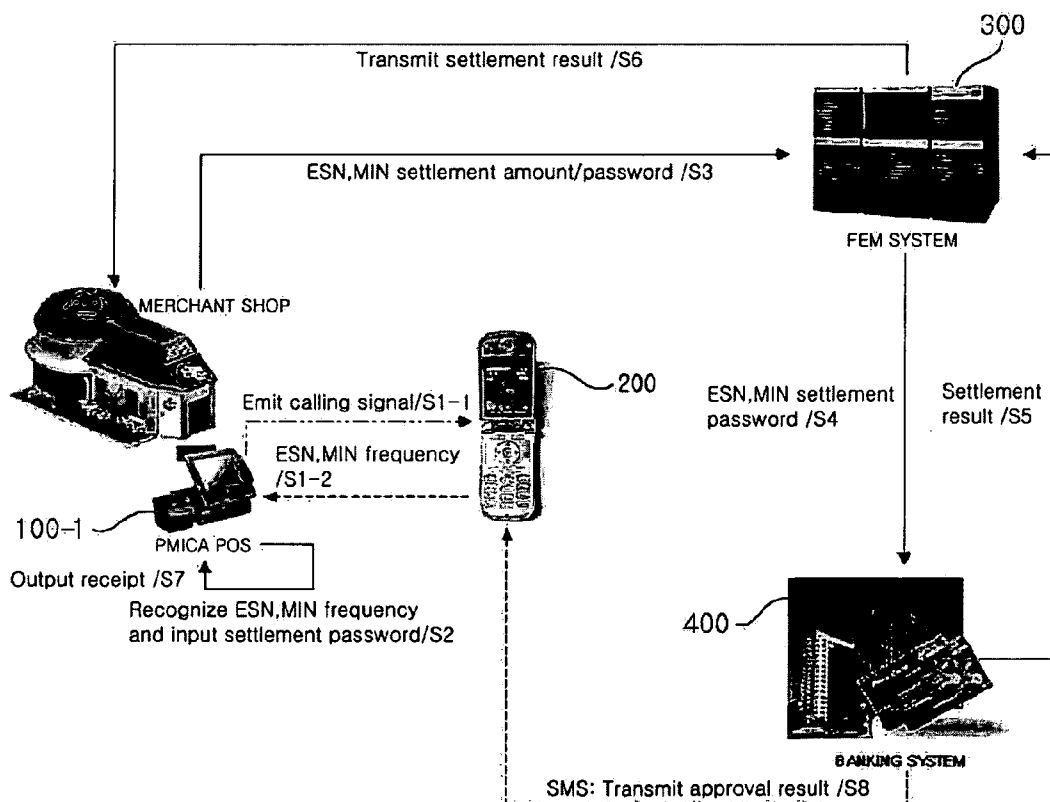 300
Transmit settlement result /S6
ESN,MIN settlement amount/password /S3
FEM SYSTEM
MERCHANT SHOP
200
Emit calling signal/S1-1
ESN,MIN settlement
password /S4
Settlement
result /S5
ESN,MIN frequency
/S1-2
100-1
PMICA POS
Output receipt /S7
Recognize ESN,MIN frequency
and input settlement password/S2
400
BANKING SYSTEM
SMS: Transmit approval result /S8